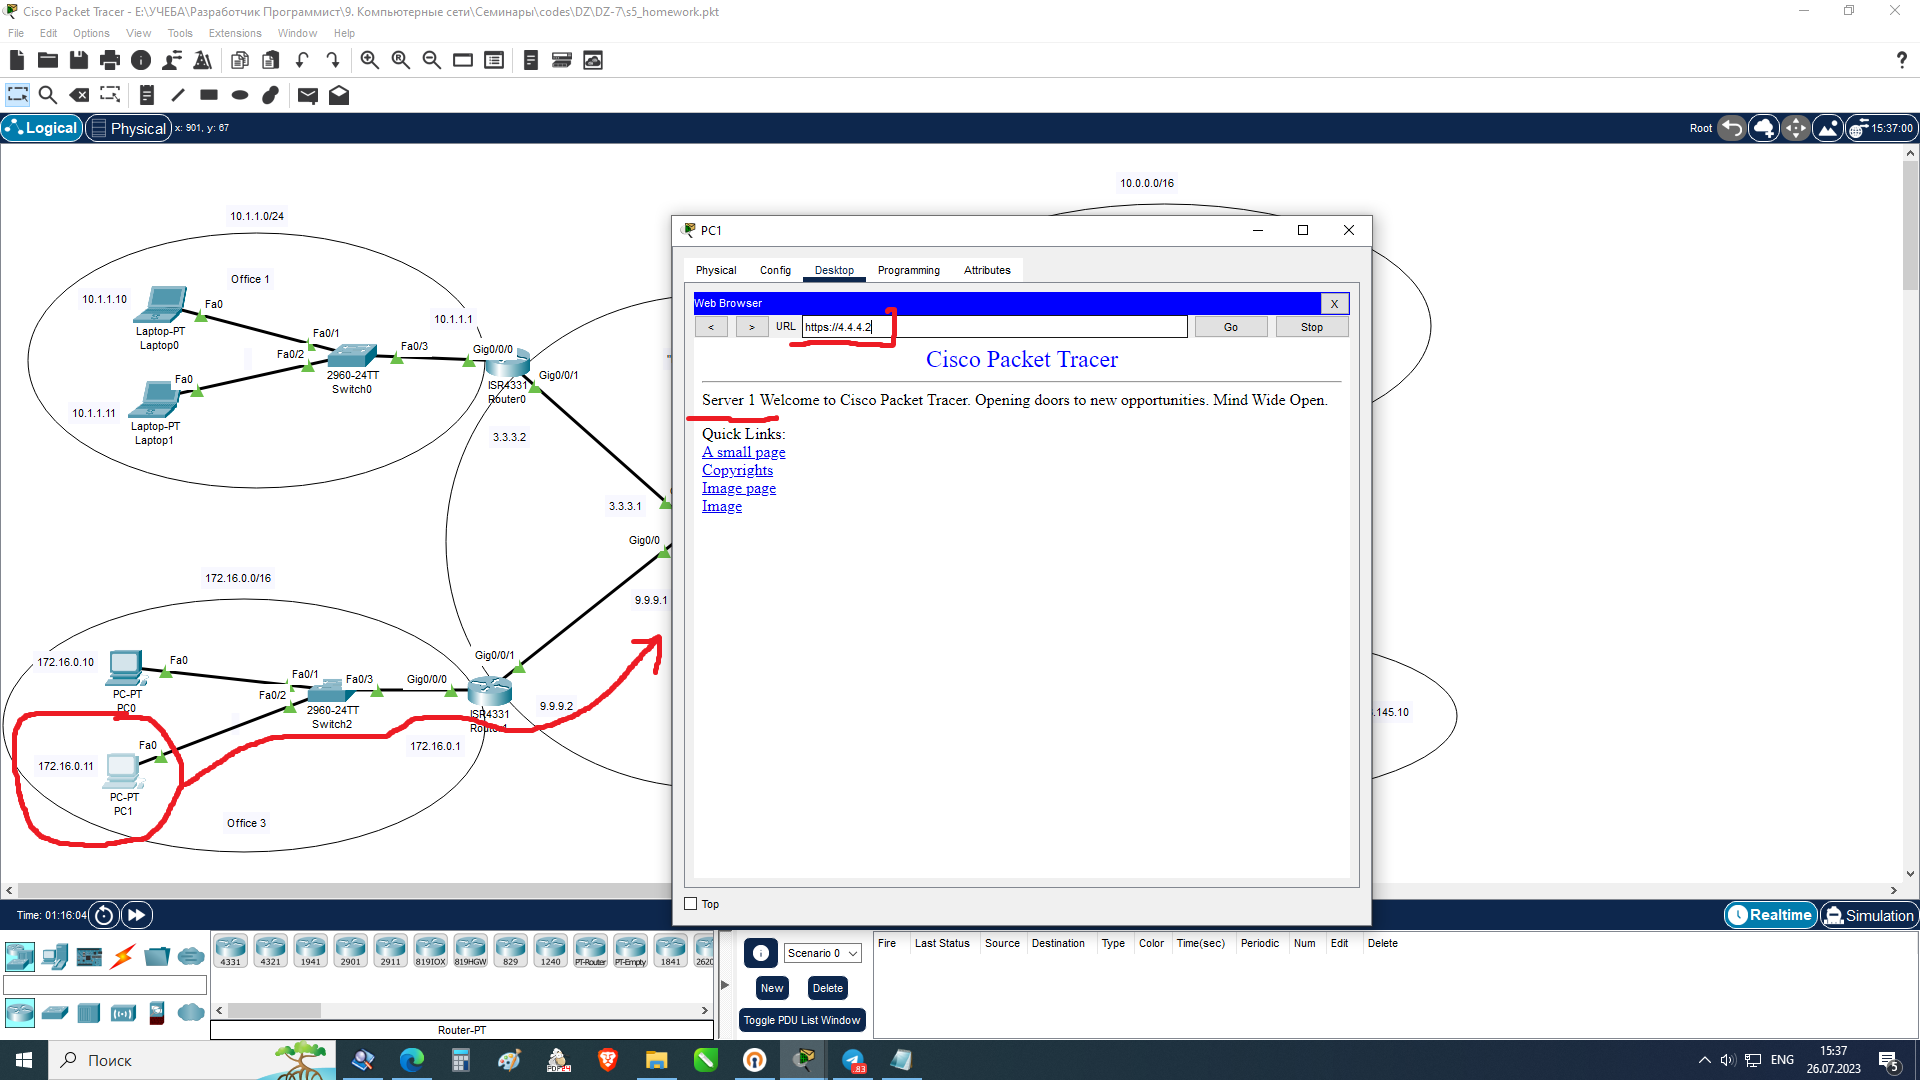 Cisco Packet Tracer - E:\УЧЕБА\Разработчик Программист\9. Компьютерные сети\Семинары\codes\DZ\DZ-7\s5_homework.pkt
File Edit Options View Tools Extensions Window Help
Logical Physical x: 901, y: 67 Root 15:37:00
10.0.0.0/16
10.1.1.0/24
Office 1
10.1.1.10
Fa0
Laptop-PT
Laptop0
Fa0/1
Fa0/2
Fa0/3
10.1.1.1
Gig0/0/0
2960-24TT
Switch0
Fa0
10.1.1.11
Laptop-PT
Laptop1
ISR4331
Router0
Gig0/0/1
3.3.3.2
3.3.3.1
Gig0/0
9.9.9.1
172.16.0.0/16
172.16.0.10
Fa0
PC-PT
PC0
Fa0/1
Fa0/2
Fa0/3
Gig0/0/0
Gig0/0/1
2960-24TT
Switch2
ISR4331
9.9.9.2
172.16.0.1
Fa0
172.16.0.11
PC-PT
PC1
Office 3
.145.10
PC1
Physical Config Desktop Programming Attributes
Web Browser X
< > URL https://4.4.4.2 Go Stop
Cisco Packet Tracer
Server 1 Welcome to Cisco Packet Tracer. Opening doors to new opportunities. Mind Wide Open.
Quick Links:
A small page
Copyrights
Image page
Image
Top
Time: 01:16:04 Realtime Simulation
4331 4321 1941 2901 2911 819IOX 819HGW 829 1240 PT-Router PT-Empty 1841 2620
Router-PT
Scenario 0
New Delete
Toggle PDU List Window
Fire Last Status Source Destination Type Color Time(sec) Periodic Num Edit Delete
Поиск
83
ENG
15:37
26.07.2023
5